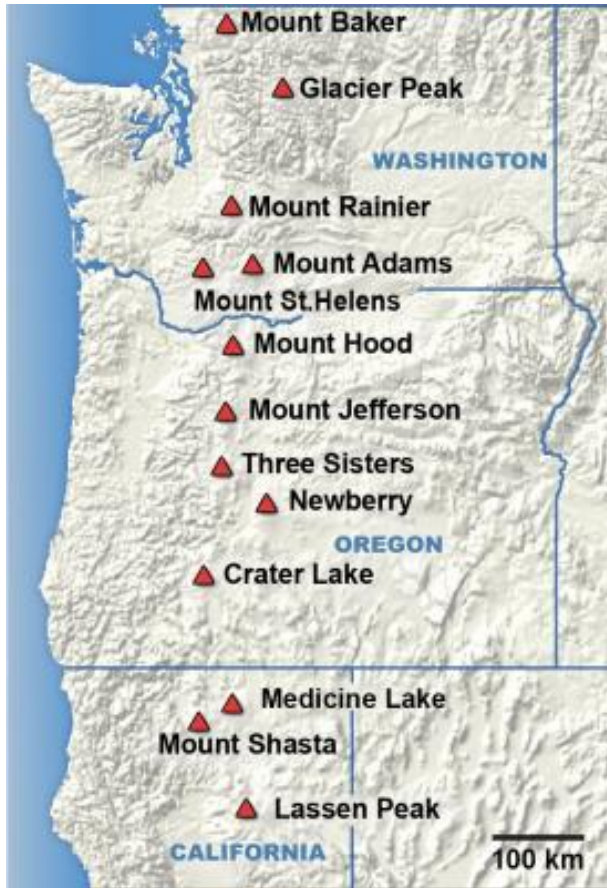 Mount Baker
Glacier Peak
WASHINGTON
Mount Rainier
Mount Adams
Mount St.Helens
Mount Hood
Mount Jefferson
Three Sisters
Newberry
OREGON
Crater Lake
Medicine Lake
Mount Shasta
Lassen Peak
CALIFORNIA
100 km